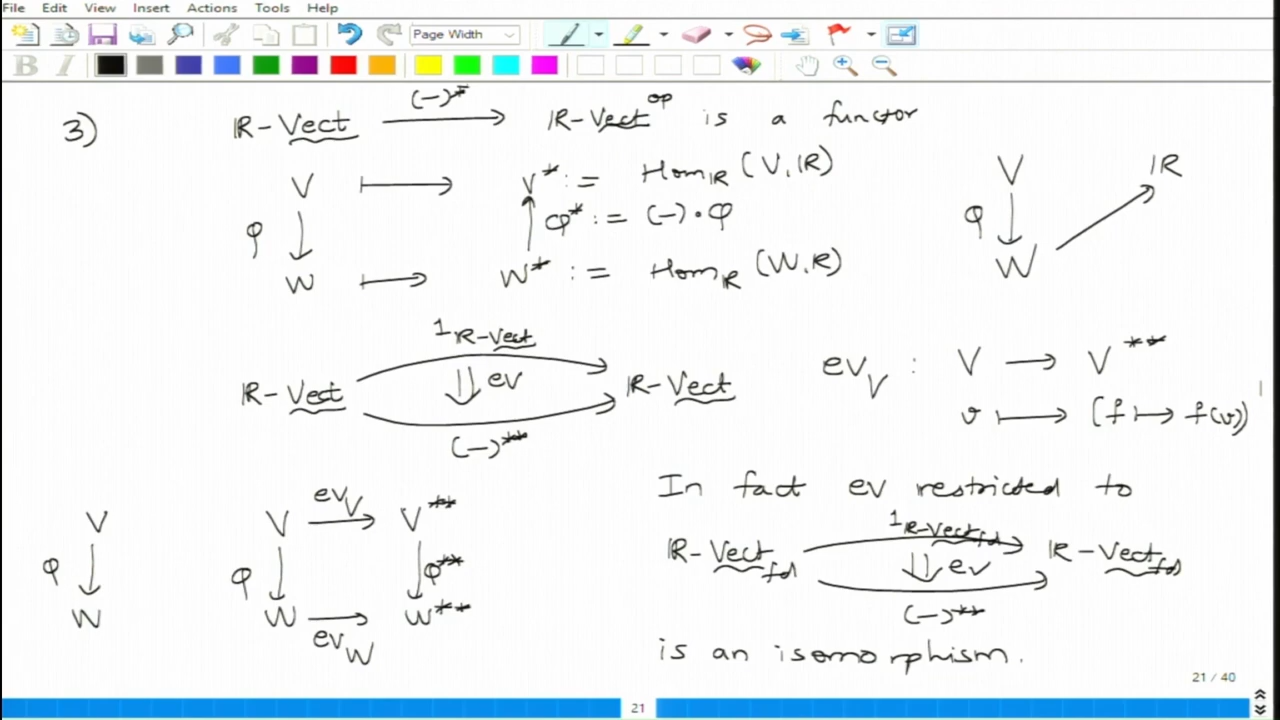 File Edit View Insert Actions Tools Help
Page Width
B I
3) R-Vect (-)* R-Vect^op is a functor
V ↦ V* := Hom_R (V, R)
φ φ* := (-)∘φ
W ↦ W* := Hom_R (W, R)
V R
φ
W
1_R-Vect
R-Vect ⇓ ev R-Vect
(-)**
ev_V : V → V**
v ↦ (f ↦ f(v))
V
φ
W
V ev_V V**
φ φ**
W ev_W W**
In fact ev restricted to
1_R-Vect_fd
R-Vect_fd ⇓ ev R-Vect_fd
(-)**
is an isomorphism.
21 / 40
21